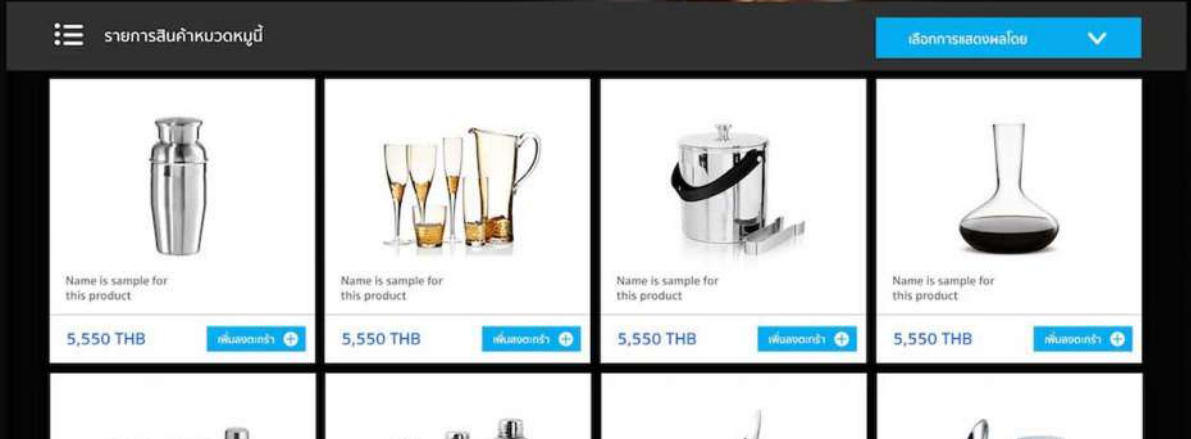 รายการสินค้าหมวดหมู่นี้
เลือกการแสดงผลโดย
Name is sample for
this product
Name is sample for
this product
Name is sample for
this product
Name is sample for
this product
5,550 THB
เพิ่มลงตะกร้า
5,550 THB
เพิ่มลงตะกร้า
5,550 THB
เพิ่มลงตะกร้า
5,550 THB
เพิ่มลงตะกร้า